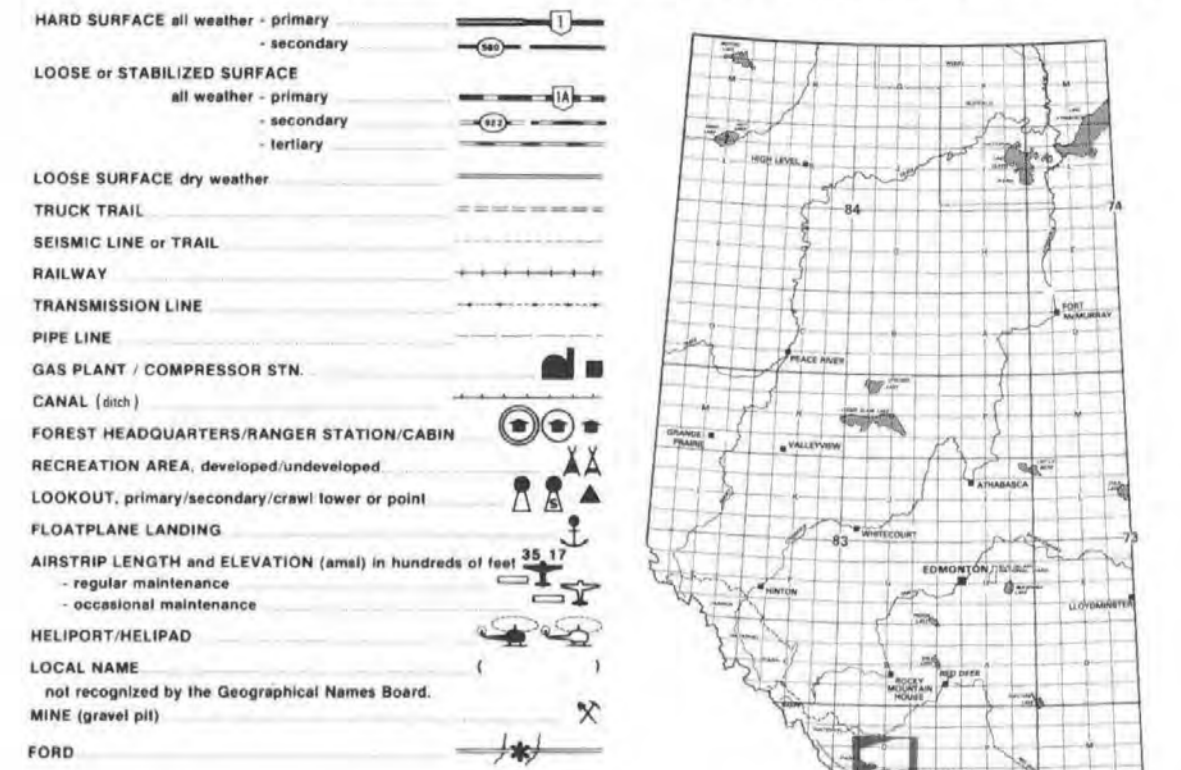 HARD SURFACE all weather - primary 1
- secondary 580
LOOSE or STABILIZED SURFACE
all weather - primary 1A
- secondary 922
- tertiary
LOOSE SURFACE dry weather
TRUCK TRAIL
SEISMIC LINE or TRAIL
RAILWAY
TRANSMISSION LINE
PIPE LINE
GAS PLANT / COMPRESSOR STN.
CANAL (ditch)
FOREST HEADQUARTERS/RANGER STATION/CABIN
RECREATION AREA, developed/undeveloped
LOOKOUT, primary/secondary/crawl tower or point S
FLOATPLANE LANDING
AIRSTRIP LENGTH and ELEVATION (amsl) in hundreds of feet 35 17
- regular maintenance
- occasional maintenance
HELIPORT/HELIPAD
LOCAL NAME ( )
not recognized by the Geographical Names Board.
MINE (gravel pit)
FORD
HIGH LEVEL
84
74
FORT
McMURRAY
PEACE RIVER
GRANDE
PRAIRIE
VALLEYVIEW
ATHABASCA
WHITECOURT
83
73
EDMONTON
HINTON
LLOYDMINSTER
RED DEER
ROCKY
MOUNTAIN
HOUSE